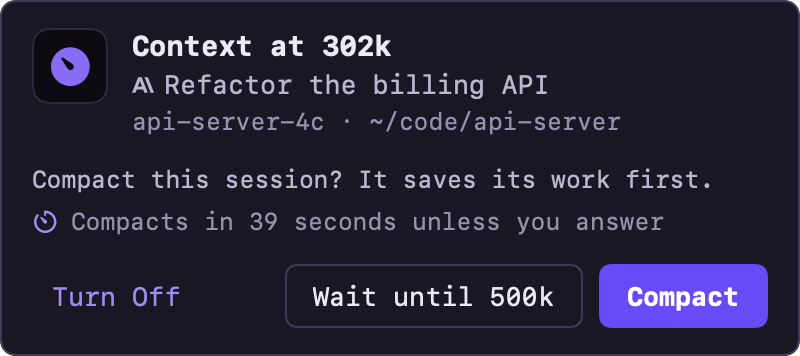 Context at 302k
Refactor the billing API
api-server-4c · ~/code/api-server
Compact this session? It saves its work first.
Compacts in 39 seconds unless you answer
Turn Off
Wait until 500k
Compact